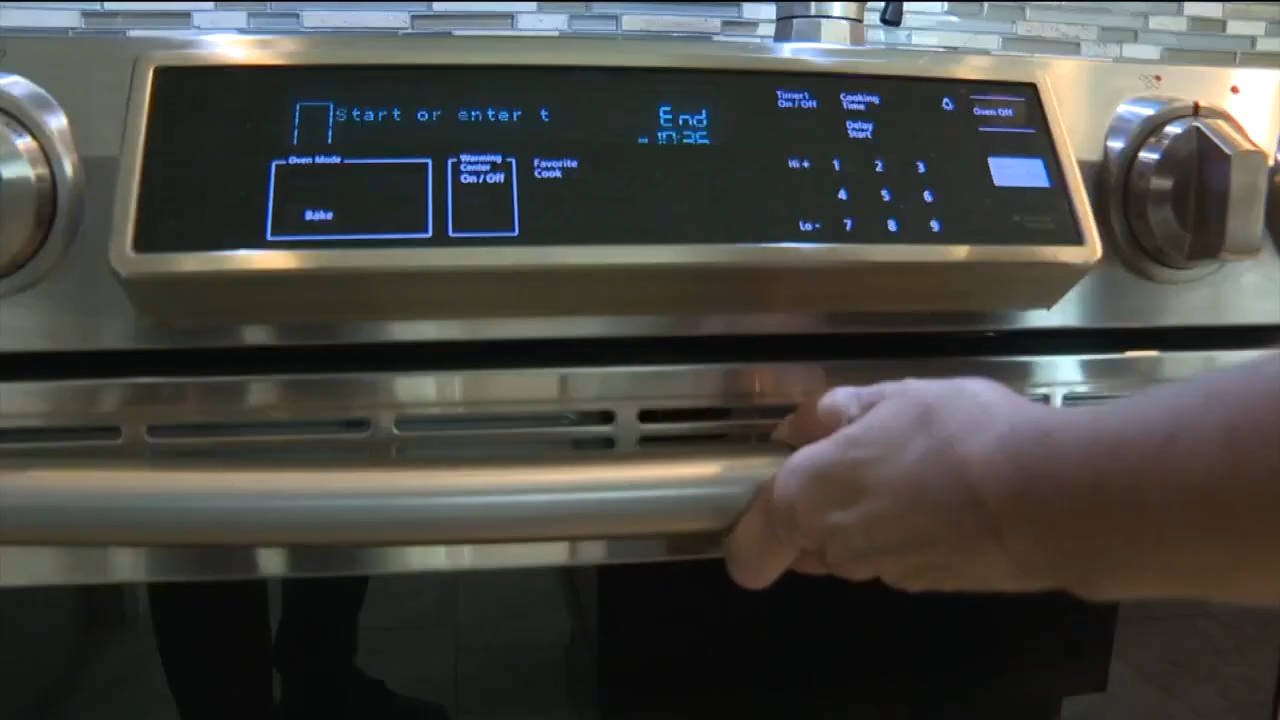 Start or enter t
End
10:36
Oven Mode
Bake
Warming
Center
On / Off
Favorite
Cook
Timer1
On / Off
Cooking
Time
Delay
Start
Oven Off
Hi +
1 2 3
4 5 6
Lo -
7 8 9